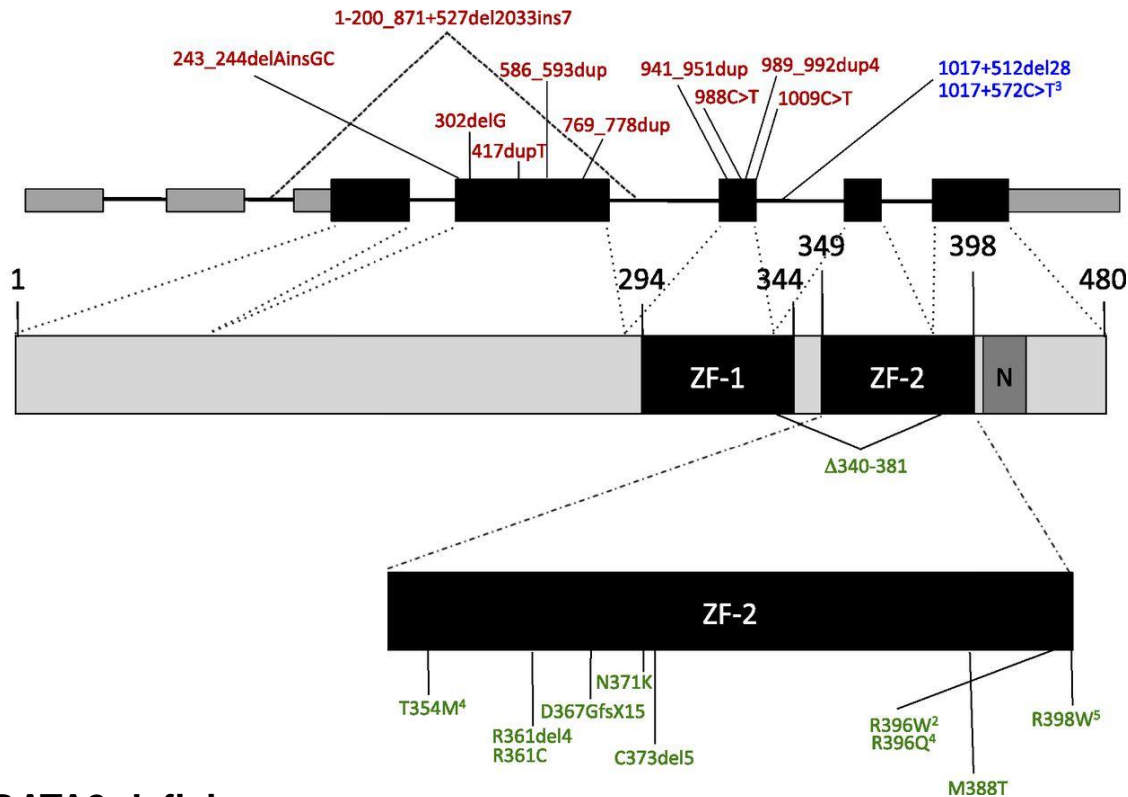 1-200_871+527del2033ins7
243_244delAinsGC
586_593dup
941_951dup
989_992dup4
1017+512del28
1017+572C>T³
988C>T
1009C>T
302delG
769_778dup
417dupT
349
398
1
294
344
480
ZF-1
ZF-2
N
Δ340-381
ZF-2
N371K
T354M⁴
D367GfsX15
R361del4
R361C
C373del5
R396W²
R396Q⁴
R398W⁵
M388T